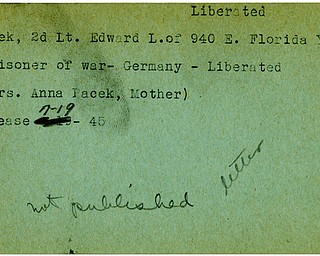 Liberated
ek, 2d Lt. Edward L.of 940 E. Florida Y
isoner of war- Germany - Liberated
rs. Anna Pacek, Mother)
7-19
ease - 45
letter
not published